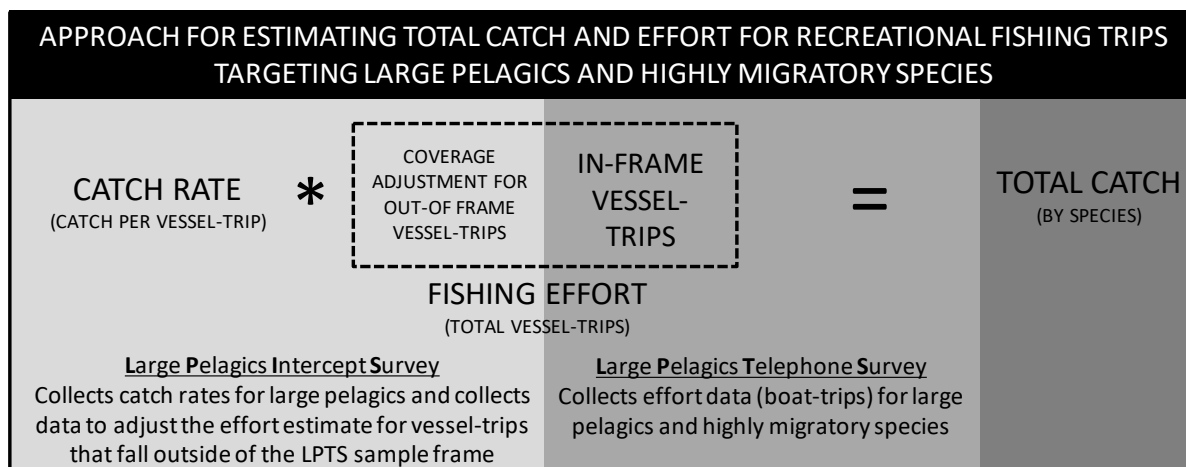 APPROACH FOR ESTIMATING TOTAL CATCH AND EFFORT FOR RECREATIONAL FISHING TRIPS
TARGETING LARGE PELAGICS AND HIGHLY MIGRATORY SPECIES
CATCH RATE
(CATCH PER VESSEL-TRIP)
*
COVERAGE
ADJUSTMENT FOR
OUT-OF FRAME
VESSEL-TRIPS
IN-FRAME
VESSEL-
TRIPS
=
TOTAL CATCH
(BY SPECIES)
FISHING EFFORT
(TOTAL VESSEL-TRIPS)
Large Pelagics Intercept Survey
Collects catch rates for large pelagics and collects
data to adjust the effort estimate for vessel-trips
that fall outside of the LPTS sample frame
Large Pelagics Telephone Survey
Collects effort data (boat-trips) for large
pelagics and highly migratory species